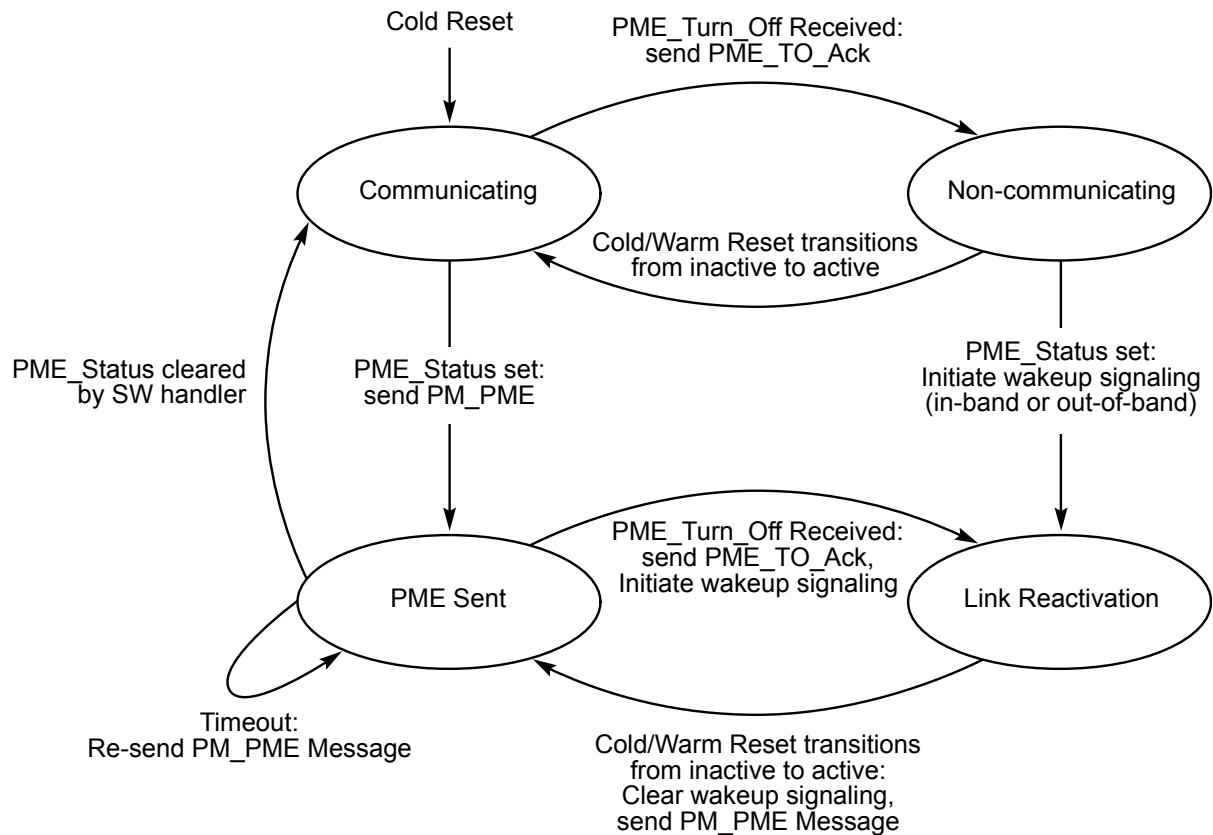 Cold Reset
PME_Turn_Off Received:
send PME_TO_Ack
Communicating
Non-communicating
Cold/Warm Reset transitions
from inactive to active
PME_Status cleared
by SW handler
PME_Status set:
send PM_PME
PME_Status set:
Initiate wakeup signaling
(in-band or out-of-band)
PME_Turn_Off Received:
send PME_TO_Ack,
Initiate wakeup signaling
PME Sent
Link Reactivation
Timeout:
Re-send PM_PME Message
Cold/Warm Reset transitions
from inactive to active:
Clear wakeup signaling,
send PM_PME Message